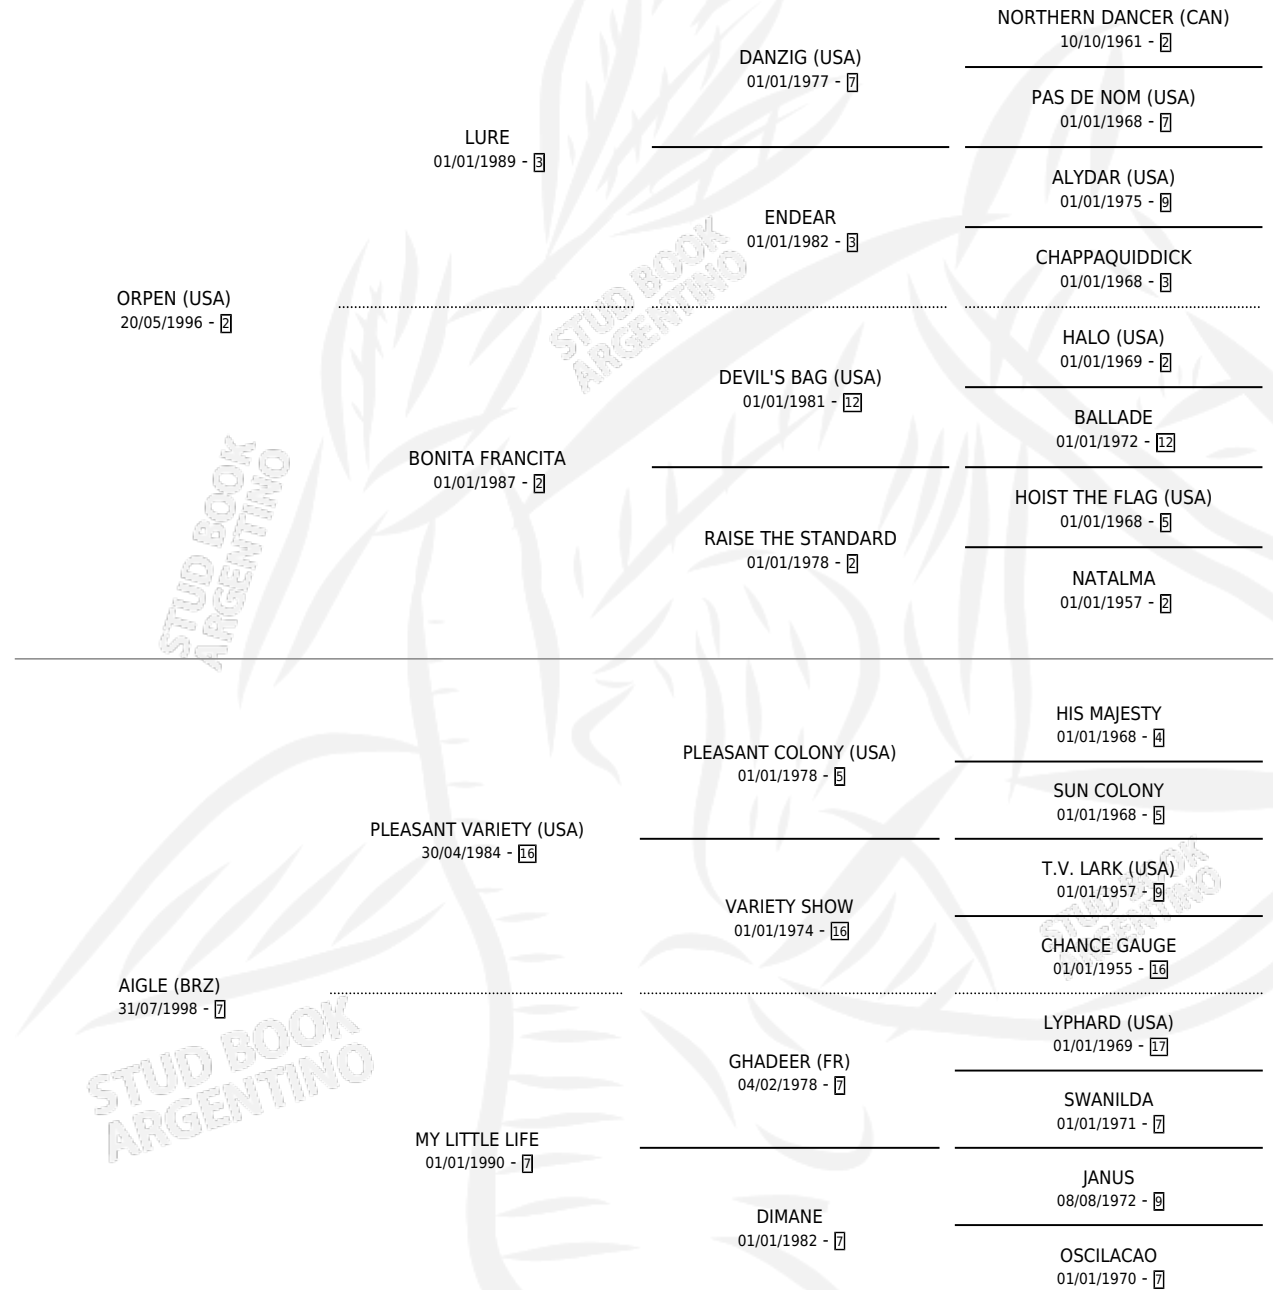 NORTHERN DANCER (CAN)
10/10/1961 - 2
DANZIG (USA)
01/01/1977 - 7
PAS DE NOM (USA)
01/01/1968 - 7
LURE
01/01/1989 - 3
ALYDAR (USA)
01/01/1975 - 9
ENDEAR
01/01/1982 - 3
CHAPPAQUIDDICK
01/01/1968 - 3
ORPEN (USA)
20/05/1996 - 2
STUD BOOK
ARGENTINO
HALO (USA)
01/01/1969 - 2
DEVIL'S BAG (USA)
01/01/1981 - 12
BALLADE
01/01/1972 - 12
BONITA FRANCITA
01/01/1987 - 2
HOIST THE FLAG (USA)
01/01/1968 - 5
RAISE THE STANDARD
01/01/1978 - 2
NATALMA
01/01/1957 - 2
STUD BOOK
ARGENTINO
HIS MAJESTY
01/01/1968 - 4
PLEASANT COLONY (USA)
01/01/1978 - 5
SUN COLONY
01/01/1968 - 5
PLEASANT VARIETY (USA)
30/04/1984 - 16
T.V. LARK (USA)
01/01/1957 - 9
VARIETY SHOW
01/01/1974 - 16
CHANCE GAUGE
01/01/1955 - 16
STUD BOOK
ARGENTINO
AIGLE (BRZ)
31/07/1998 - 7
LYPHARD (USA)
01/01/1969 - 17
GHADEER (FR)
04/02/1978 - 7
SWANILDA
01/01/1971 - 7
STUD BOOK
ARGENTINO
MY LITTLE LIFE
01/01/1990 - 7
JANUS
08/08/1972 - 9
DIMANE
01/01/1982 - 7
OSCILACAO
01/01/1970 - 7